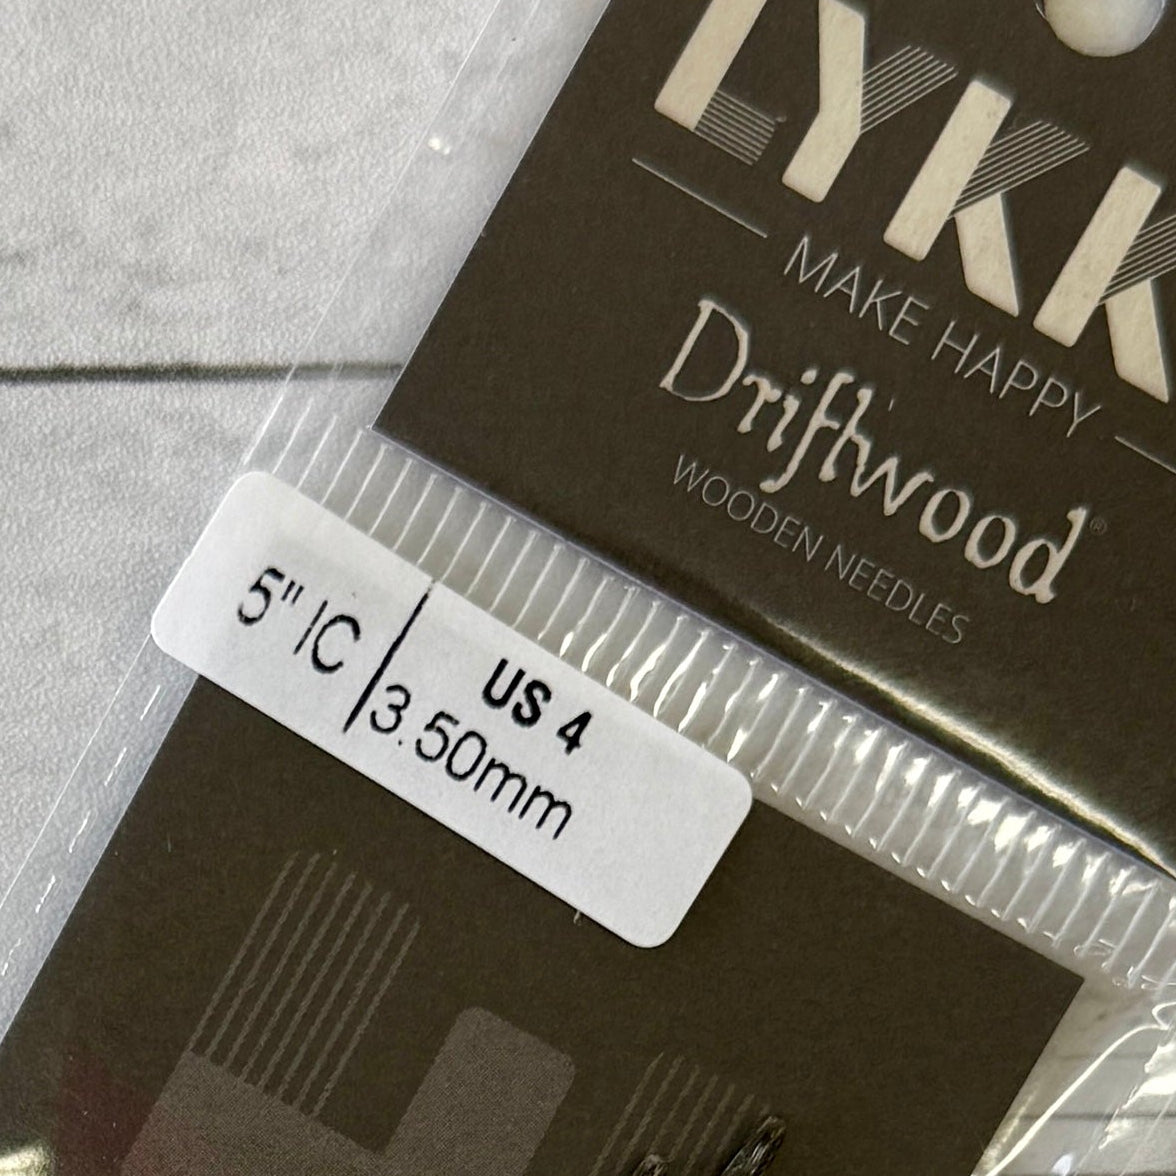 LYKK
MAKE HAPPY
Driftwood®
WOODEN NEEDLES
5" IC
US 4
3.50mm